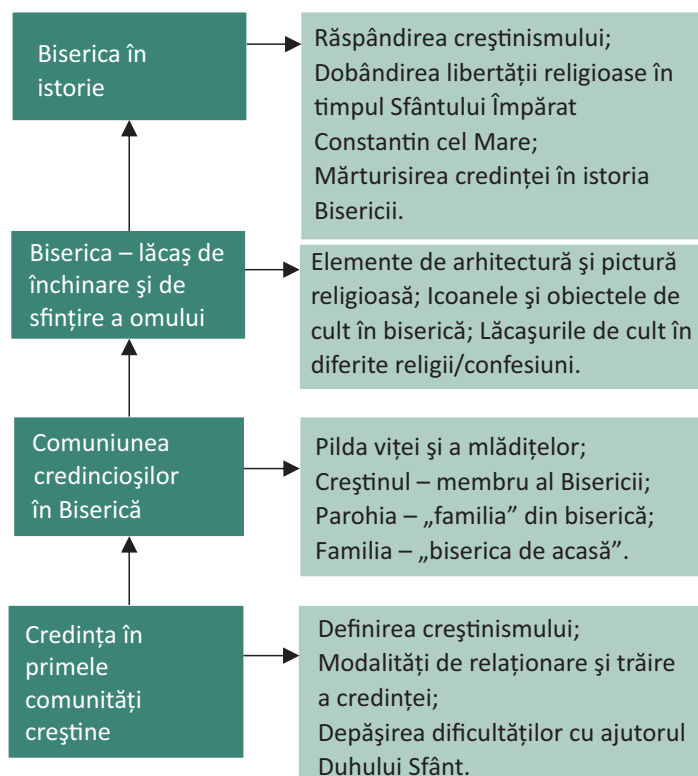 Biserica în
istorie
Răspândirea creştinismului;
Dobândirea libertății religioase în
timpul Sfântului Împărat
Constantin cel Mare;
Mărturisirea credinței în istoria
Bisericii.
Biserica – lăcaş de
închinare şi de
sfințire a omului
Elemente de arhitectură şi pictură
religioasă; Icoanele şi obiectele de
cult în biserică; Lăcaşurile de cult în
diferite religii/confesiuni.
Comuniunea
credincioşilor
în Biserică
Pilda viței şi a mlădițelor;
Creştinul – membru al Bisericii;
Parohia – „familia” din biserică;
Familia – „biserica de acasă”.
Credința în
primele
comunități
creştine
Definirea creştinismului;
Modalități de relaționare şi trăire
a credinței;
Depăşirea dificultăților cu ajutorul
Duhului Sfânt.